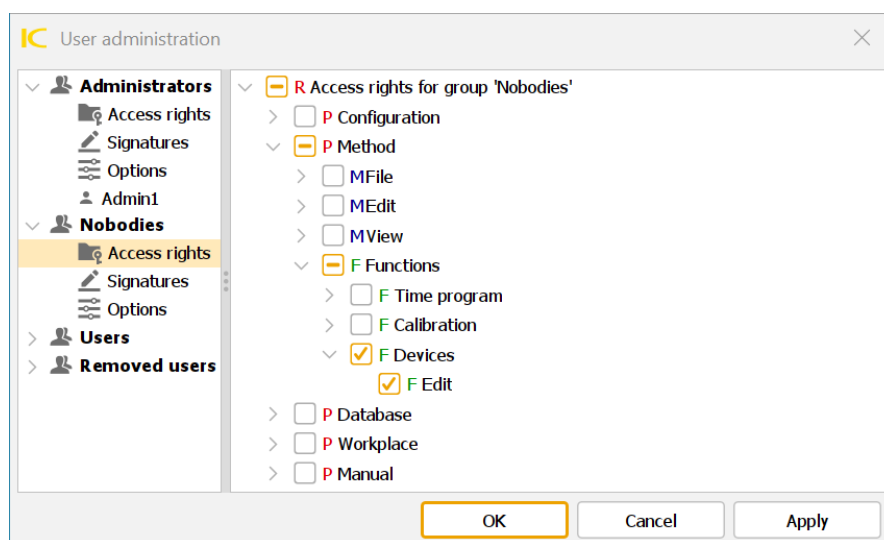 IC User administration
Administrators
Access rights
Signatures
Options
Admin1
Nobodies
Access rights
Signatures
Options
Users
Removed users
R Access rights for group 'Nobodies'
P Configuration
P Method
M File
M Edit
M View
F Functions
F Time program
F Calibration
F Devices
F Edit
P Database
P Workplace
P Manual
OK Cancel Apply